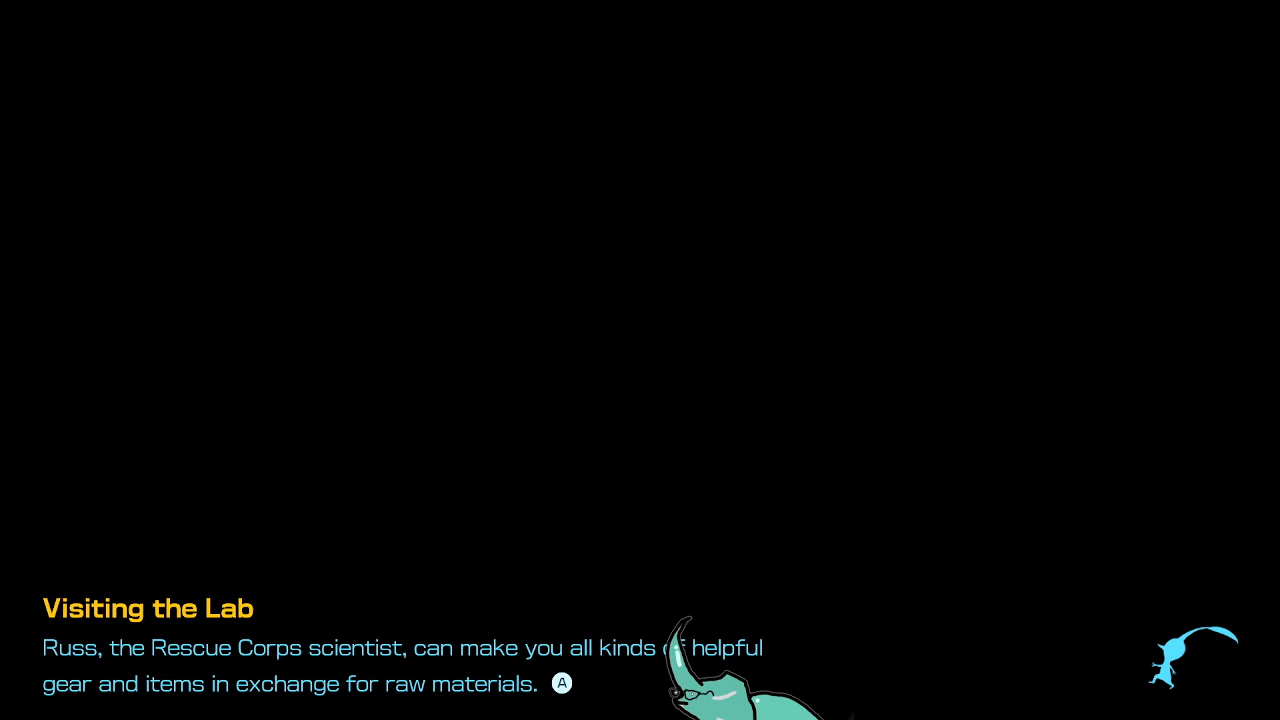 Visiting the Lab
Russ, the Rescue Corps scientist, can make you all kinds of helpful
gear and items in exchange for raw materials. A